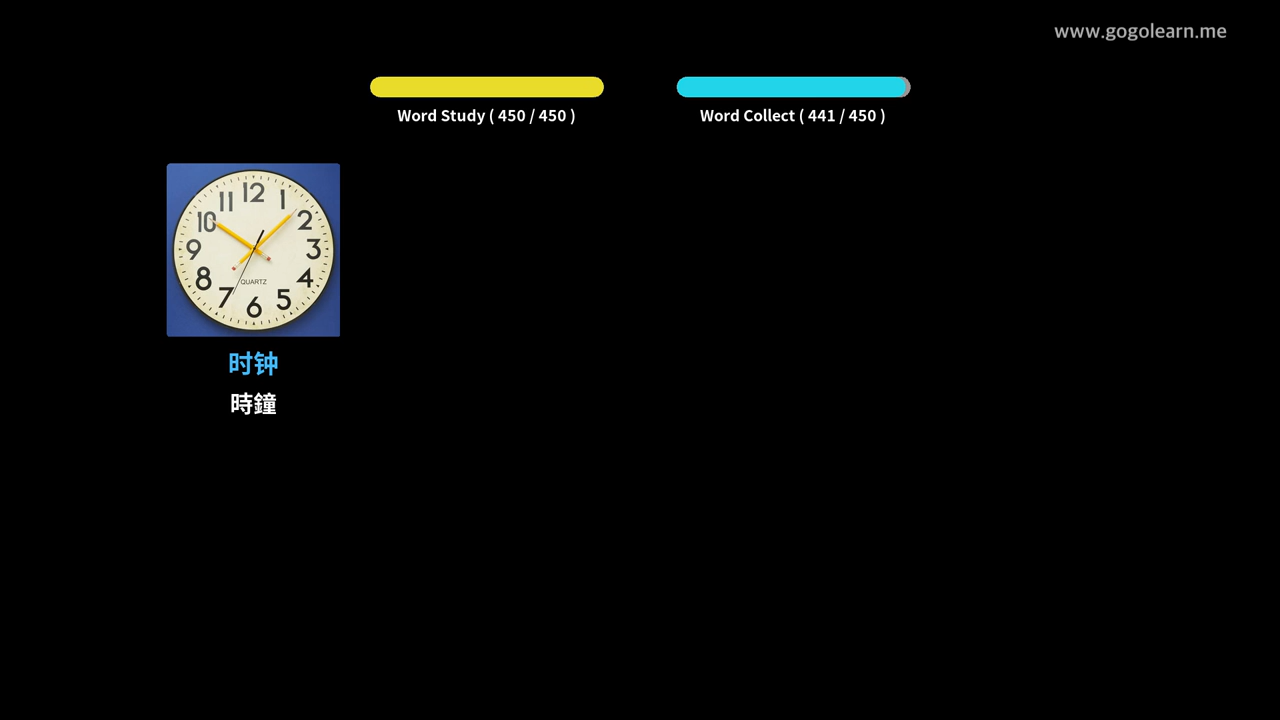 www.gogolearn.me
Word Study ( 450 / 450 )
Word Collect ( 441 / 450 )
12
11
1
10
2
9
3
8
4
QUARTZ
7
5
6
时钟
時鐘